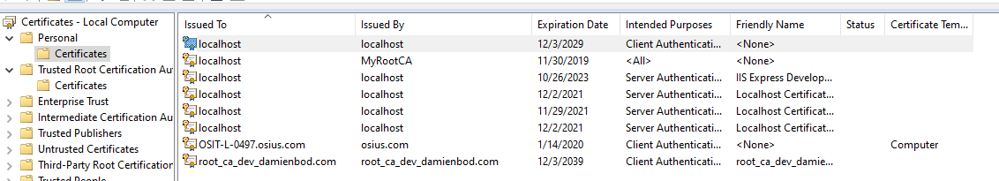 Certificates - Local Computer
Personal
Certificates
Trusted Root Certification Au
Certificates
Enterprise Trust
Intermediate Certification Au
Trusted Publishers
Untrusted Certificates
Third-Party Root Certification
Trusted People
Issued To Issued By Expiration Date Intended Purposes Friendly Name Status Certificate Tem...
localhost localhost 12/3/2029 Client Authenticati... <None>
localhost MyRootCA 11/30/2019 <All> <None>
localhost localhost 10/26/2023 Server Authenticati... IIS Express Develop...
localhost localhost 12/2/2021 Server Authenticati... Localhost Certificat...
localhost localhost 11/29/2021 Server Authenticati... Localhost Certificat...
localhost localhost 12/2/2021 Server Authenticati... Localhost Certificat...
OSIT-L-0497.osius.com osius.com 1/14/2020 Client Authenticati... <None> Computer
root_ca_dev_damienbod.com root_ca_dev_damienbod.com 12/3/2039 Client Authenticati... root_ca_dev_damie...